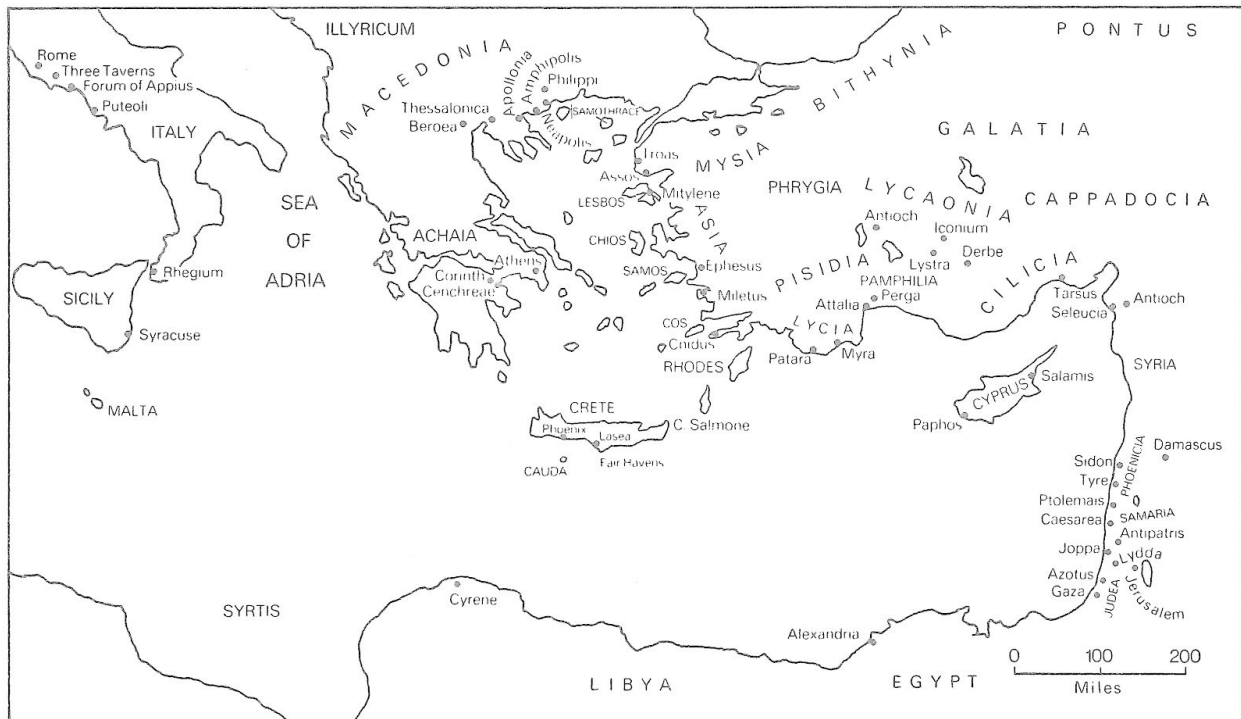 ILLYRICUM
PONTUS
MACEDONIA
BITHYNIA
Rome
Three Taverns
Forum of Appius
Puteoli
ITALY
Apollonia
Amphipolis
Philippi
Neapolis
SAMOTHRACE
Thessalonica
Beroea
GALATIA
MYSIA
Troas
Assos
Mitylene
LESBOS
PHRYGIA
LYCAONIA
CAPPADOCIA
SEA
OF
ADRIA
ACHAIA
Athens
Corinth
Cenchreae
CHIOS
ASIA
SAMOS
Ephesus
Miletus
Antioch
Iconium
Lystra
Derbe
PISIDIA
PAMPHILIA
Perga
Attalia
CILICIA
Tarsus
Seleucia
Antioch
Rhegium
SICILY
Syracuse
MALTA
COS
Cnidus
RHODES
LYCIA
Patara
Myra
SYRIA
CYPRUS
Salamis
Paphos
CRETE
Phoenix
Lasea
Fair Havens
C. Salmone
CAUDA
Damascus
Sidon
Tyre
PHOENICIA
Ptolemais
Caesarea
SAMARIA
Antipatris
Joppa
Lydda
Azotus
Gaza
JUDEA
Jerusalem
SYRTIS
Cyrene
Alexandria
LIBYA
EGYPT
0 100 200
Miles